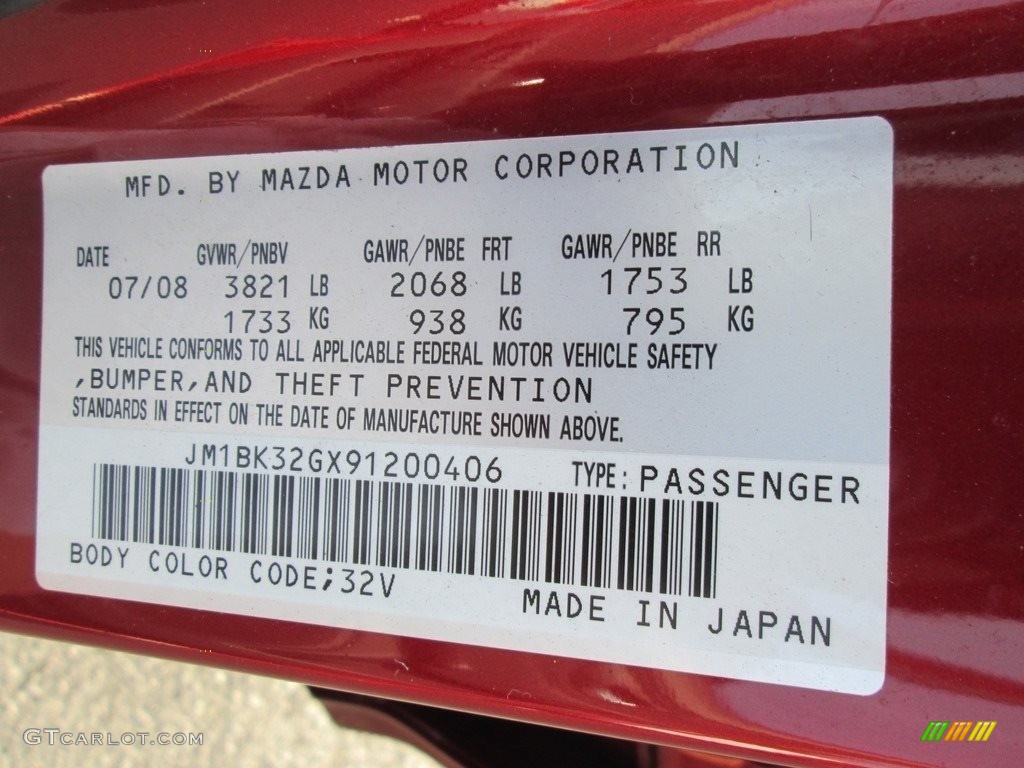 MFD. BY MAZDA MOTOR CORPORATION
DATE GVWR/PNBV GAWR/PNBE FRT GAWR/PNBE RR
07/08 3821 LB 2068 LB 1753 LB
1733 KG 938 KG 795 KG
THIS VEHICLE CONFORMS TO ALL APPLICABLE FEDERAL MOTOR VEHICLE SAFETY
,BUMPER,AND THEFT PREVENTION
STANDARDS IN EFFECT ON THE DATE OF MANUFACTURE SHOWN ABOVE.
JM1BK32GX91200406 TYPE: PASSENGER
BODY COLOR CODE;32V
MADE IN JAPAN
GTCARLOT.COM